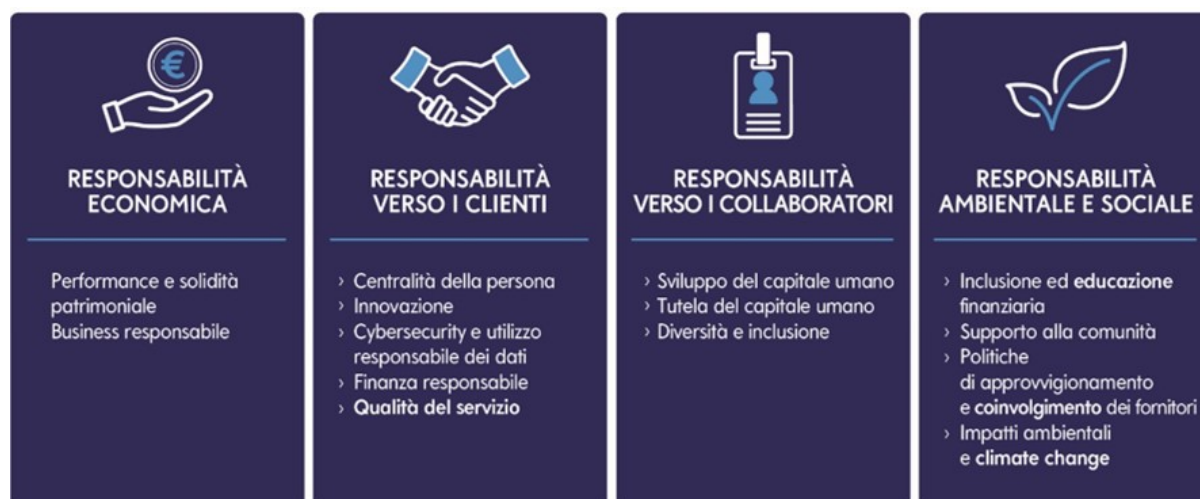 €
RESPONSABILITÀ
ECONOMICA
Performance e solidità
patrimoniale
Business responsabile
RESPONSABILITÀ
VERSO I CLIENTI
› Centralità della persona
› Innovazione
› Cybersecurity e utilizzo
responsabile dei dati
› Finanza responsabile
› Qualità del servizio
RESPONSABILITÀ
VERSO I COLLABORATORI
› Sviluppo del capitale umano
› Tutela del capitale umano
› Diversità e inclusione
RESPONSABILITÀ
AMBIENTALE E SOCIALE
› Inclusione ed educazione
finanziaria
› Supporto alla comunità
› Politiche
di approvvigionamento
e coinvolgimento dei fornitori
› Impatti ambientali
e climate change